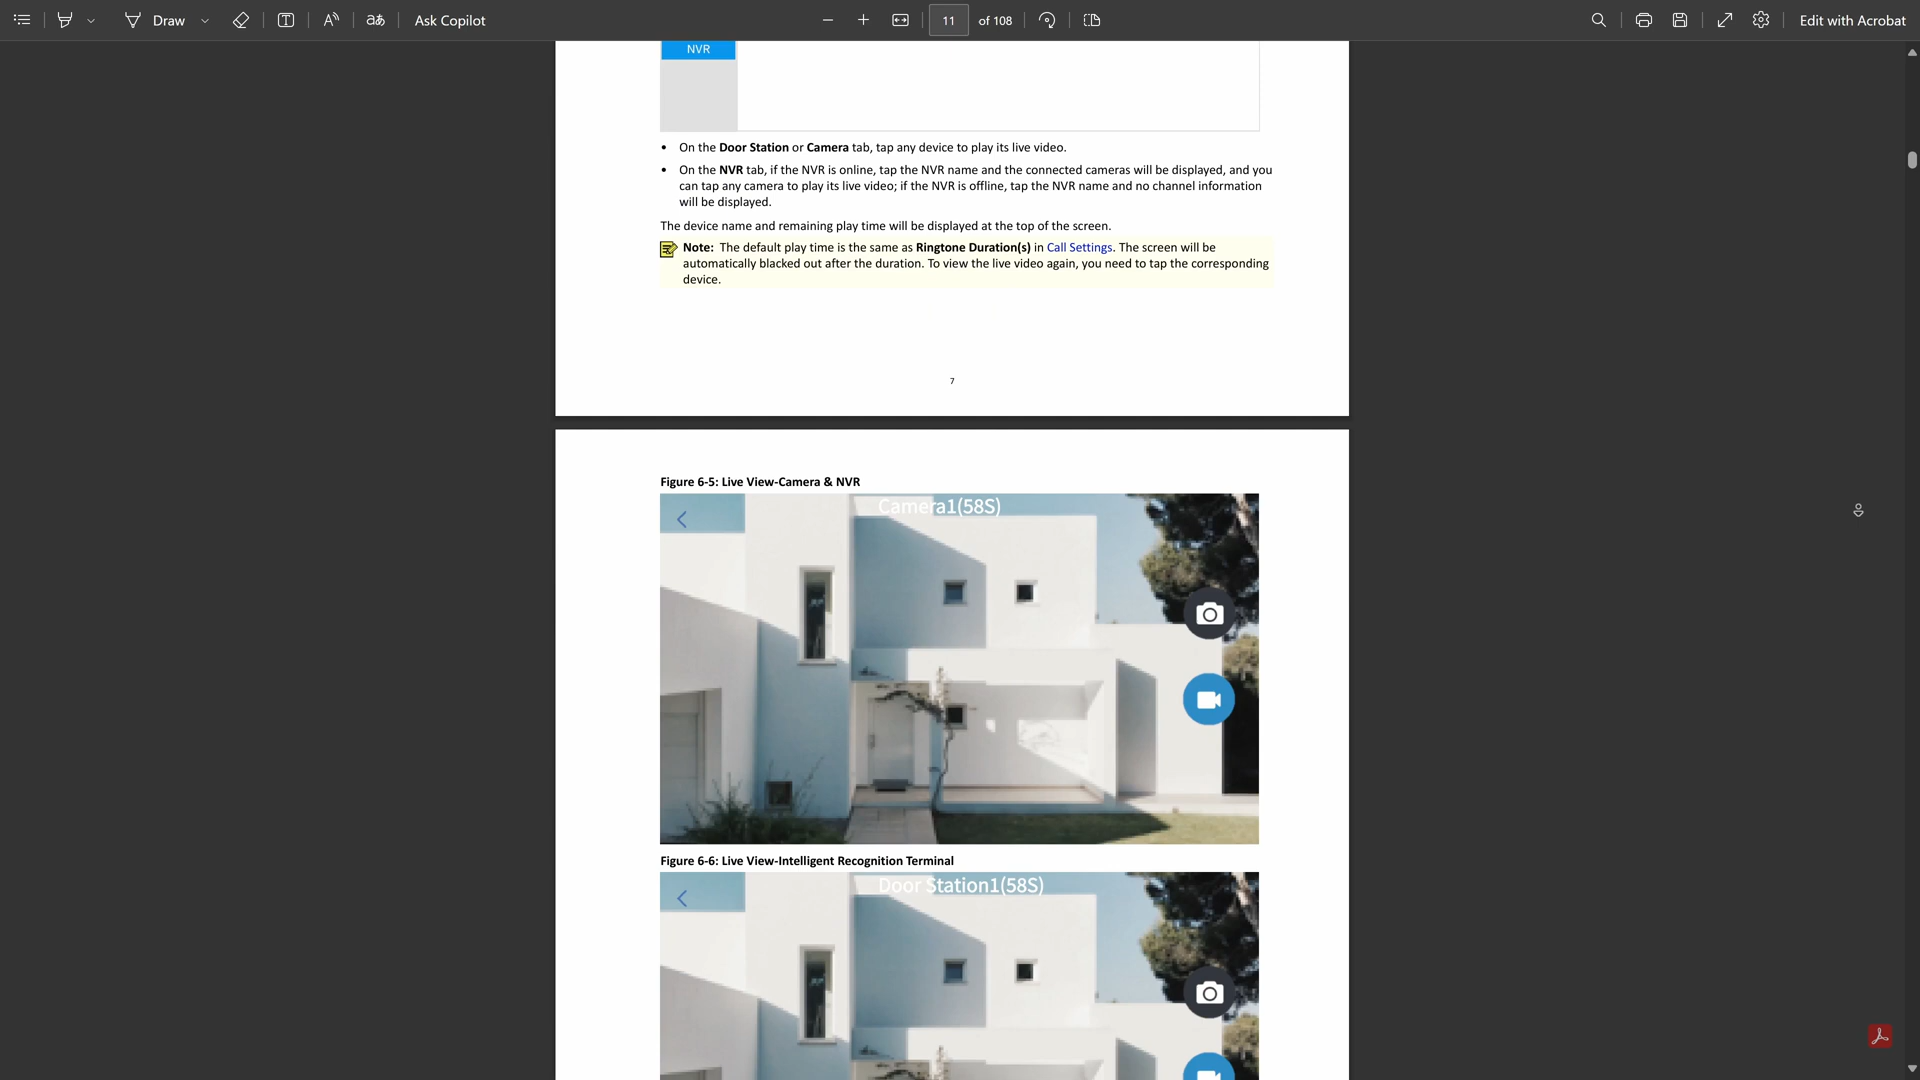 Draw
Ask Copilot
11 of 108
Edit with Acrobat
NVR
• On the Door Station or Camera tab, tap any device to play its live video.
• On the NVR tab, if the NVR is online, tap the NVR name and the connected cameras will be displayed, and you
can tap any camera to play its live video; if the NVR is offline, tap the NVR name and no channel information
will be displayed.
The device name and remaining play time will be displayed at the top of the screen.
Note: The default play time is the same as Ringtone Duration(s) in Call Settings. The screen will be
automatically blacked out after the duration. To view the live video again, you need to tap the corresponding
device.
7
Figure 6-5: Live View-Camera & NVR
Camera1(58S)
Figure 6-6: Live View-Intelligent Recognition Terminal
Door Station1(58S)